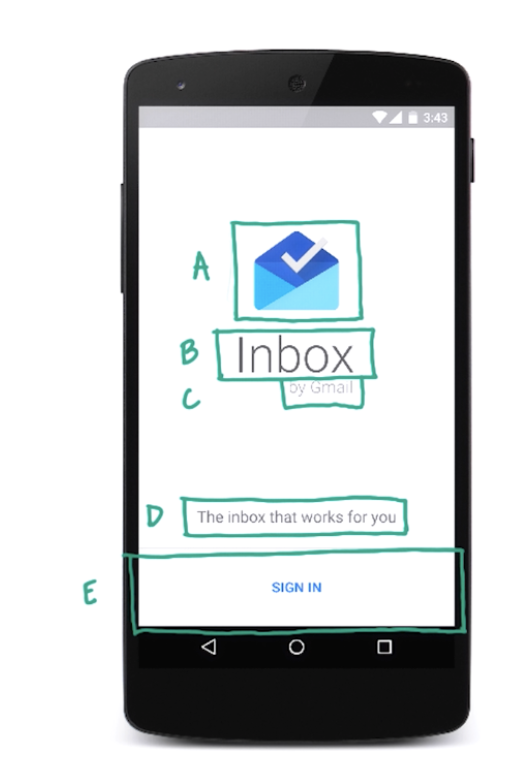 3:43
A
B Inbox
C by Gmail
D The inbox that works for you
E SIGN IN